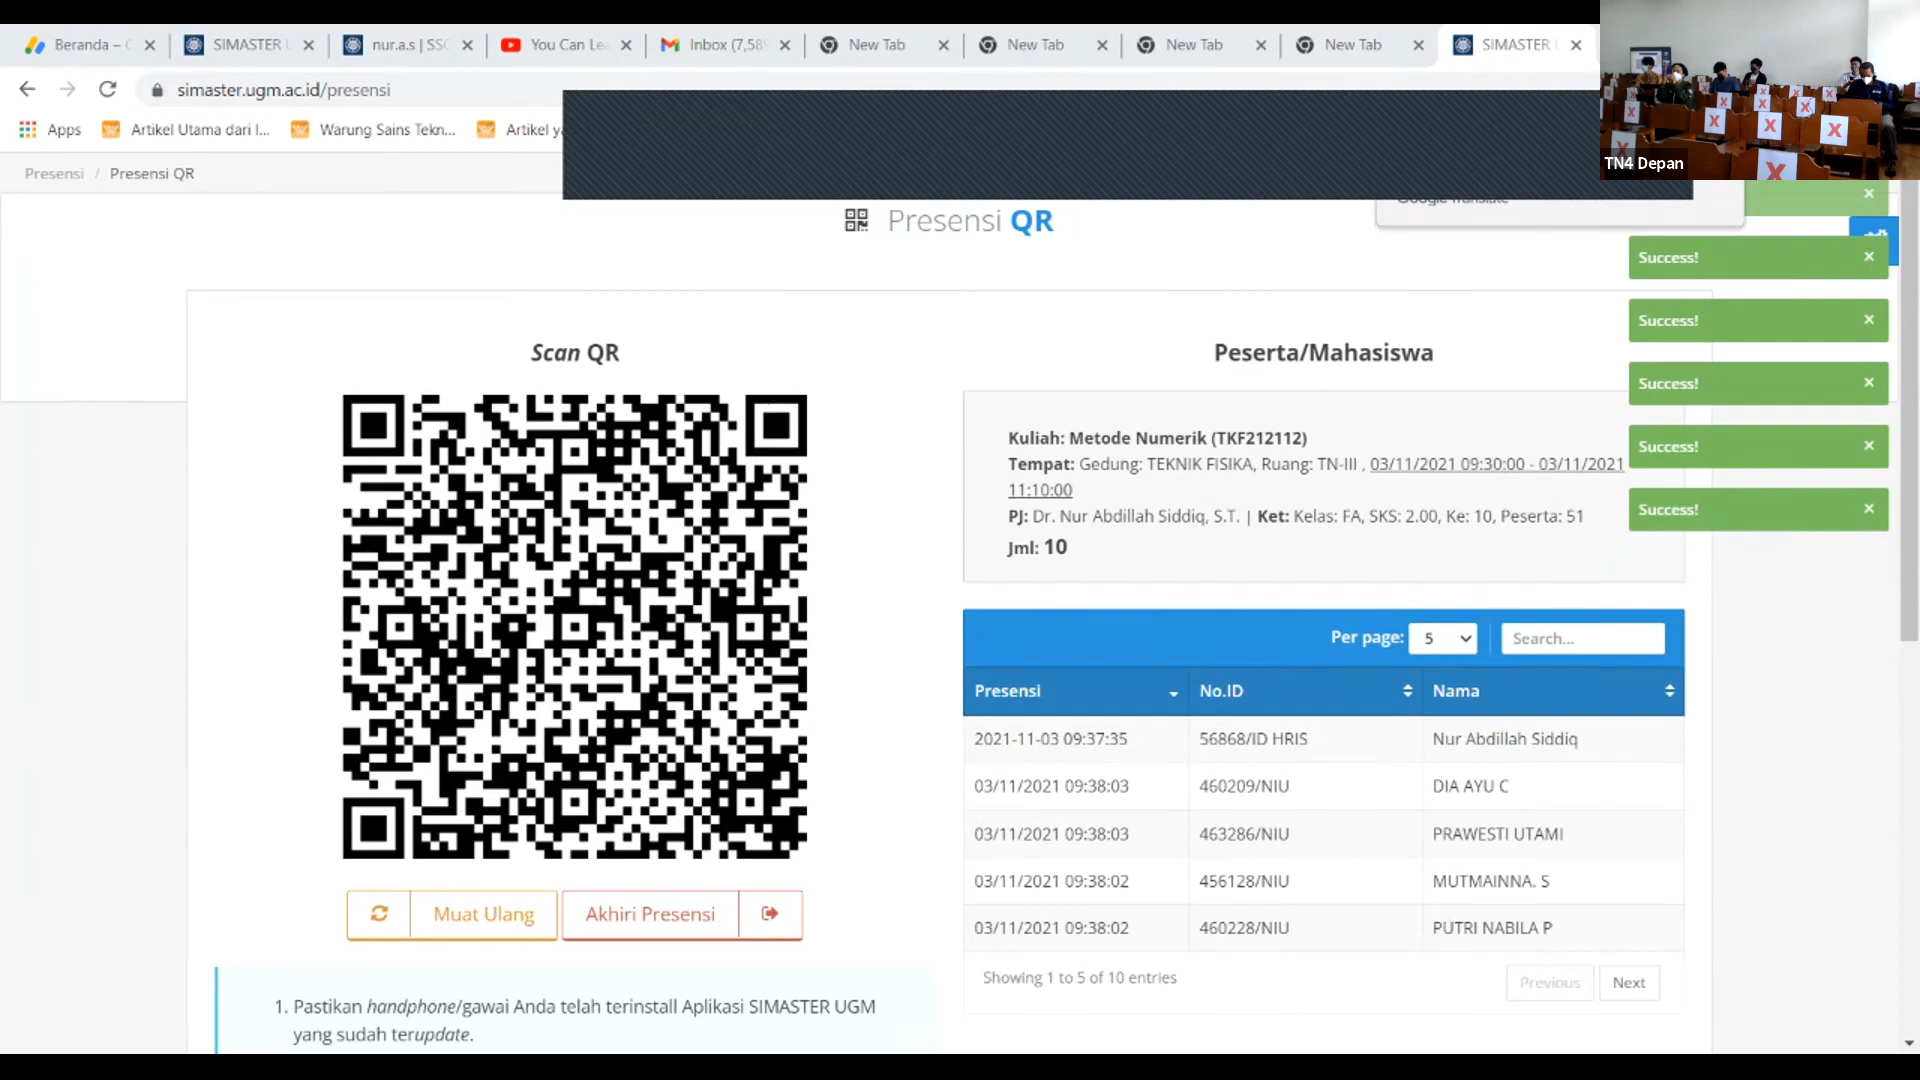 Beranda –
SIMASTER U
nur.a.s | SSC
You Can Lea
Inbox (7,58
New Tab
New Tab
New Tab
New Tab
SIMASTER U
simaster.ugm.ac.id/presensi
Apps
Artikel Utama dari l...
Warung Sains Tekn...
Artikel ya
TN4 Depan
Presensi / Presensi QR
Google Translate
Presensi QR
Success!
Success!
Success!
Success!
Success!
Scan QR
Peserta/Mahasiswa
Kuliah: Metode Numerik (TKF212112)
Tempat: Gedung: TEKNIK FISIKA, Ruang: TN-III , 03/11/2021 09:30:00 - 03/11/2021
11:10:00
PJ: Dr. Nur Abdillah Siddiq, S.T. | Ket: Kelas: FA, SKS: 2.00, Ke: 10, Peserta: 51
Jml: 10
Per page: 5 Search...
Presensi No.ID Nama
2021-11-03 09:37:35 56868/ID HRIS Nur Abdillah Siddiq
03/11/2021 09:38:03 460209/NIU DIA AYU C
03/11/2021 09:38:03 463286/NIU PRAWESTI UTAMI
03/11/2021 09:38:02 456128/NIU MUTMAINNA. S
03/11/2021 09:38:02 460228/NIU PUTRI NABILA P
Showing 1 to 5 of 10 entries
Previous Next
Muat Ulang
Akhiri Presensi
1. Pastikan handphone/gawai Anda telah terinstall Aplikasi SIMASTER UGM
yang sudah terupdate.